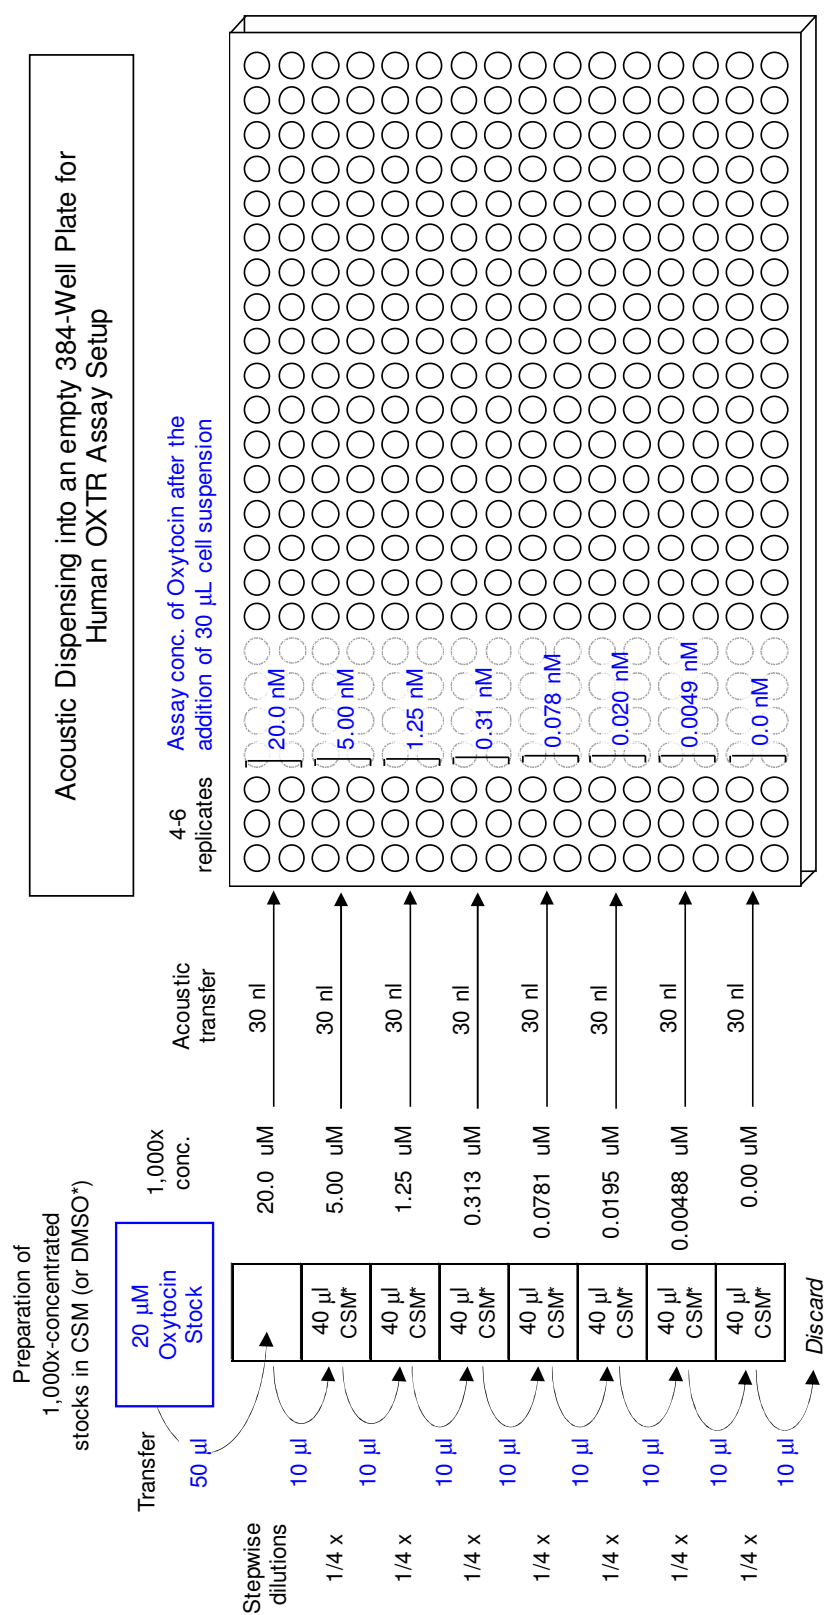 Acoustic Dispensing into an empty 384-Well Plate for
Human OXTR Assay Setup
Preparation of
1,000x-concentrated
stocks in CSM (or DMSO*)
1,000x
conc.
Acoustic
transfer
4-6
replicates
Assay conc. of Oxytocin after the
addition of 30 µL cell suspension
Transfer
20 µM
Oxytocin
Stock
50 µl
Stepwise
dilutions
10 µl
20.0 uM
30 nl
20.0 nM
1/4 x
10 µl
40 µl
CSM*
5.00 uM
30 nl
5.00 nM
1/4 x
10 µl
40 µl
CSM*
1.25 uM
30 nl
1.25 nM
1/4 x
10 µl
40 µl
CSM*
0.313 uM
30 nl
0.31 nM
1/4 x
10 µl
40 µl
CSM*
0.0781 uM
30 nl
0.078 nM
1/4 x
10 µl
40 µl
CSM*
0.0195 uM
30 nl
0.020 nM
1/4 x
10 µl
40 µl
CSM*
0.00488 uM
30 nl
0.0049 nM
1/4 x
10 µl
40 µl
CSM*
0.00 uM
30 nl
0.0 nM
Discard